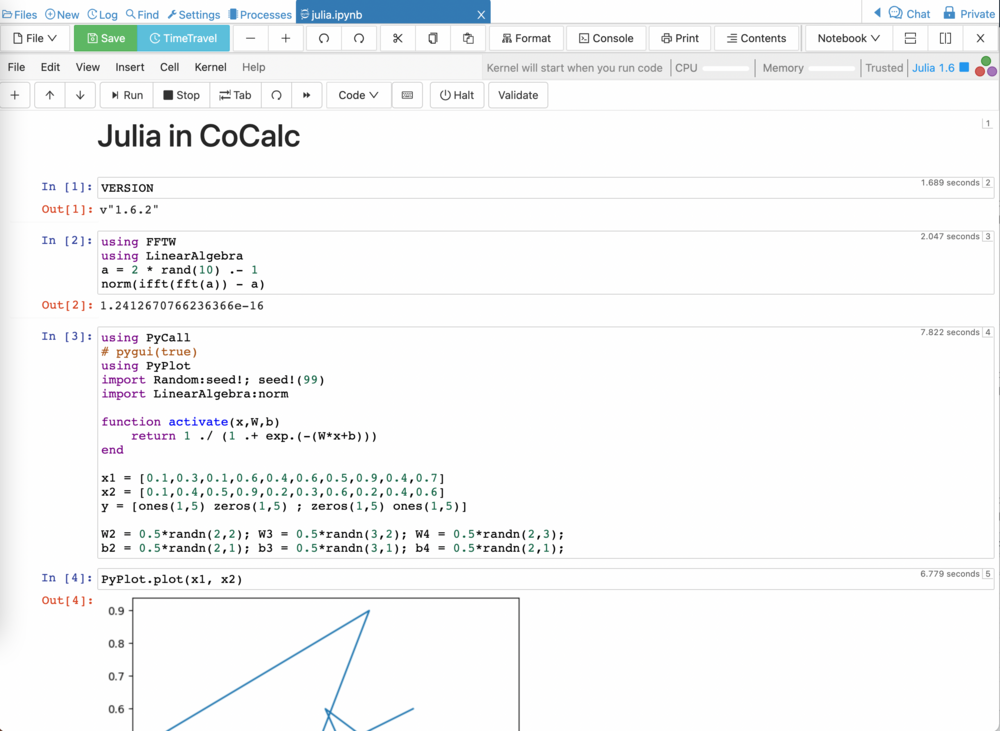 Files New Log Find Settings Processes julia.ipynb X Chat Private
File Save TimeTravel Format Console Print Contents Notebook
File Edit View Insert Cell Kernel Help Kernel will start when you run code CPU Memory Trusted Julia 1.6
Run Stop Tab Code Halt Validate
1
Julia in CoCalc
In [1]: VERSION 1.689 seconds 2
Out[1]: v"1.6.2"
In [2]: using FFTW 2.047 seconds 3
using LinearAlgebra
a = 2 * rand(10) .- 1
norm(ifft(fft(a)) - a)
Out[2]: 1.2412670766236366e-16
In [3]: using PyCall 7.822 seconds 4
# pygui(true)
using PyPlot
import Random:seed!; seed!(99)
import LinearAlgebra:norm
function activate(x,W,b)
return 1 ./ (1 .+ exp.(-(W*x+b)))
end
x1 = [0.1,0.3,0.1,0.6,0.4,0.6,0.5,0.9,0.4,0.7]
x2 = [0.1,0.4,0.5,0.9,0.2,0.3,0.6,0.2,0.4,0.6]
y = [ones(1,5) zeros(1,5) ; zeros(1,5) ones(1,5)]
W2 = 0.5*randn(2,2); W3 = 0.5*randn(3,2); W4 = 0.5*randn(2,3);
b2 = 0.5*randn(2,1); b3 = 0.5*randn(3,1); b4 = 0.5*randn(2,1);
In [4]: PyPlot.plot(x1, x2) 6.779 seconds 5
Out[4]:
0.9
0.8
0.7
0.6